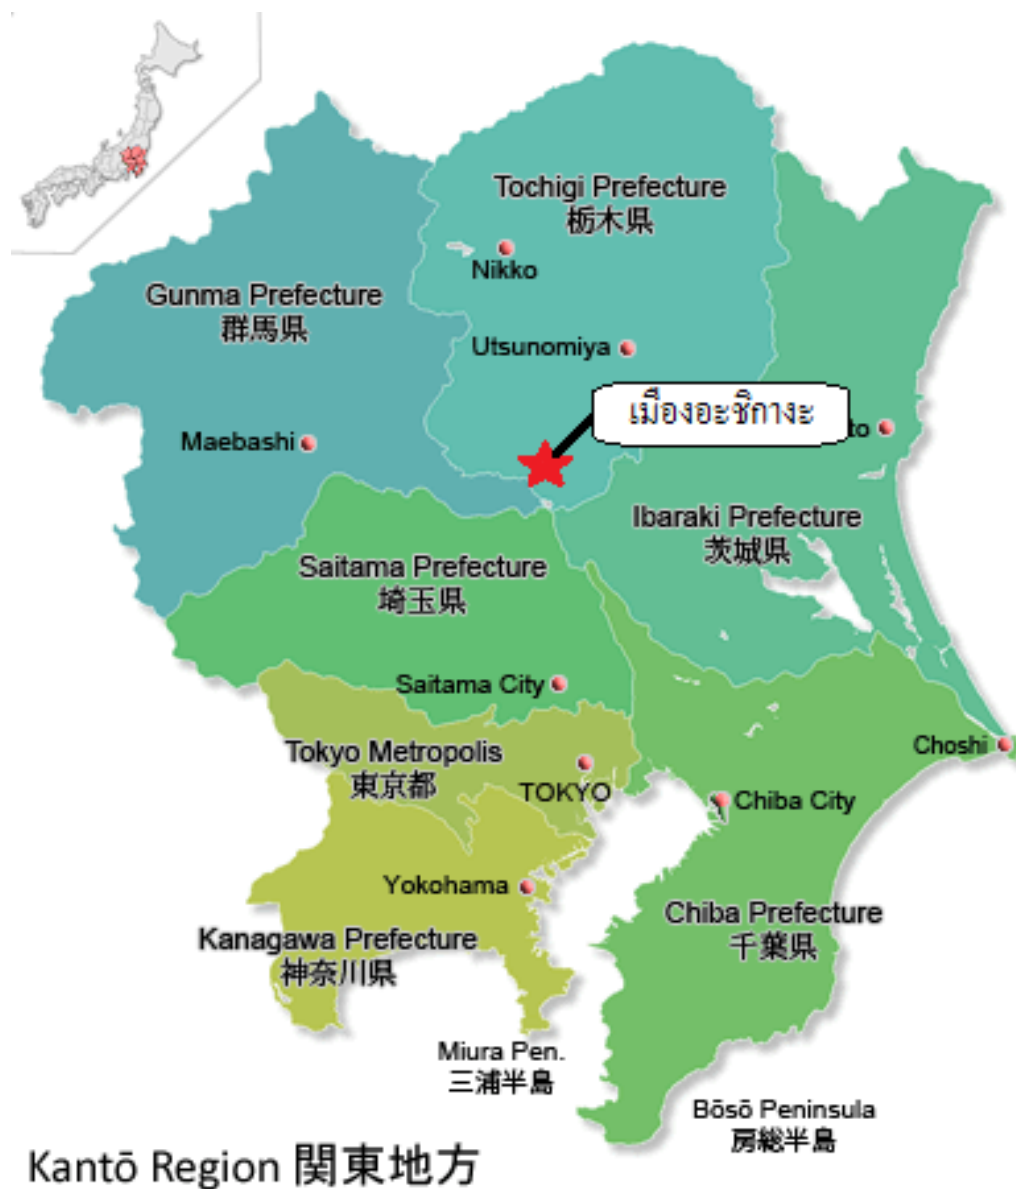 Tochigi Prefecture
栃木県
Nikko
Gunma Prefecture
群馬県
Utsunomiya
เมืองอะชิกางะ
Maebashi
to
Ibaraki Prefecture
茨城県
Saitama Prefecture
埼玉県
Saitama City
Tokyo Metropolis
東京都
TOKYO
Choshi
Chiba City
Yokohama
Chiba Prefecture
千葉県
Kanagawa Prefecture
神奈川県
Miura Pen.
三浦半島
Bōsō Peninsula
房総半島
Kantō Region 関東地方